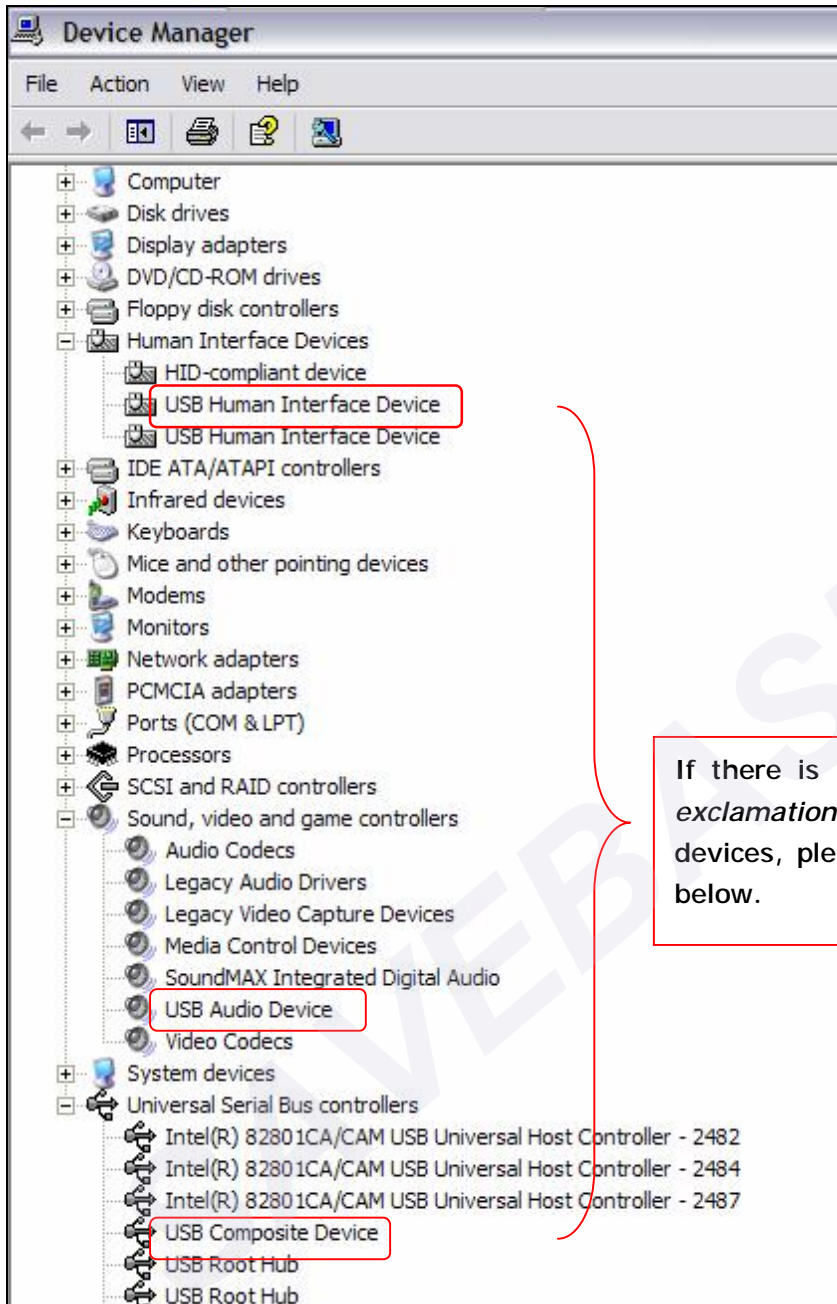 Device Manager
File Action View Help
Computer
Disk drives
Display adapters
DVD/CD-ROM drives
Floppy disk controllers
Human Interface Devices
HID-compliant device
USB Human Interface Device
USB Human Interface Device
IDE ATA/ATAPI controllers
Infrared devices
Keyboards
Mice and other pointing devices
Modems
Monitors
Network adapters
PCMCIA adapters
Ports (COM & LPT)
Processors
SCSI and RAID controllers
Sound, video and game controllers
Audio Codecs
Legacy Audio Drivers
Legacy Video Capture Devices
Media Control Devices
SoundMAX Integrated Digital Audio
USB Audio Device
Video Codecs
System devices
Universal Serial Bus controllers
Intel(R) 82801CA/CAM USB Universal Host Controller - 2482
Intel(R) 82801CA/CAM USB Universal Host Controller - 2484
Intel(R) 82801CA/CAM USB Universal Host Controller - 2487
USB Composite Device
USB Root Hub
USB Root Hub
If there is
exclamation
devices, ple
below.